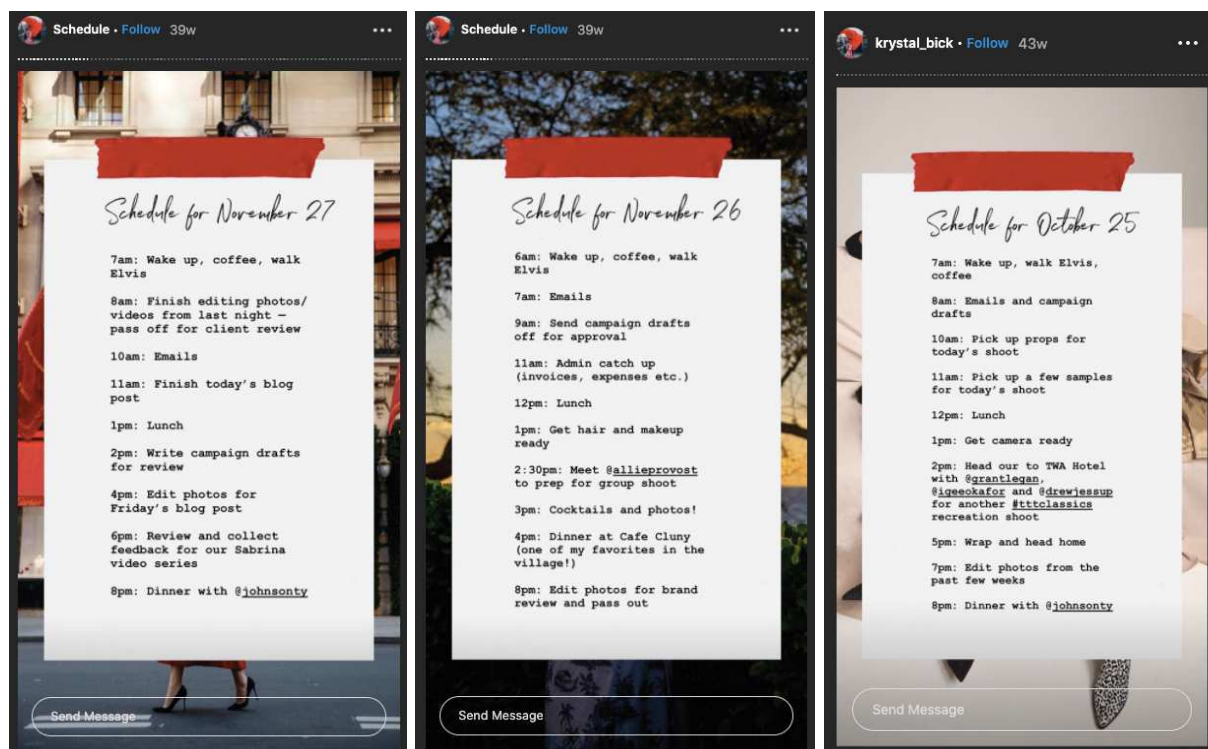 Schedule • Follow 39w
Schedule for November 27
7am: Wake up, coffee, walk
Elvis
8am: Finish editing photos/
videos from last night —
pass off for client review
10am: Emails
11am: Finish today's blog
post
1pm: Lunch
2pm: Write campaign drafts
for review
4pm: Edit photos for
Friday's blog post
6pm: Review and collect
feedback for our Sabrina
video series
8pm: Dinner with @johnsonty
Send Message
Schedule • Follow 39w
Schedule for November 26
6am: Wake up, coffee, walk
Elvis
7am: Emails
9am: Send campaign drafts
off for approval
11am: Admin catch up
(invoices, expenses etc.)
12pm: Lunch
1pm: Get hair and makeup
ready
2:30pm: Meet @allieprovost
to prep for group shoot
3pm: Cocktails and photos!
4pm: Dinner at Cafe Cluny
(one of my favorites in the
village!)
8pm: Edit photos for brand
review and pass out
Send Message
krystal_bick • Follow 43w
Schedule for October 25
7am: Wake up, walk Elvis,
coffee
8am: Emails and campaign
drafts
10am: Pick up props for
today's shoot
11am: Pick up a few samples
for today's shoot
12pm: Lunch
1pm: Get camera ready
2pm: Head our to TWA Hotel
with @grantlegan,
@igeeokafor and @drewjessup
for another #tttclassics
recreation shoot
5pm: Wrap and head home
7pm: Edit photos from the
past few weeks
8pm: Dinner with @johnsonty
Send Message